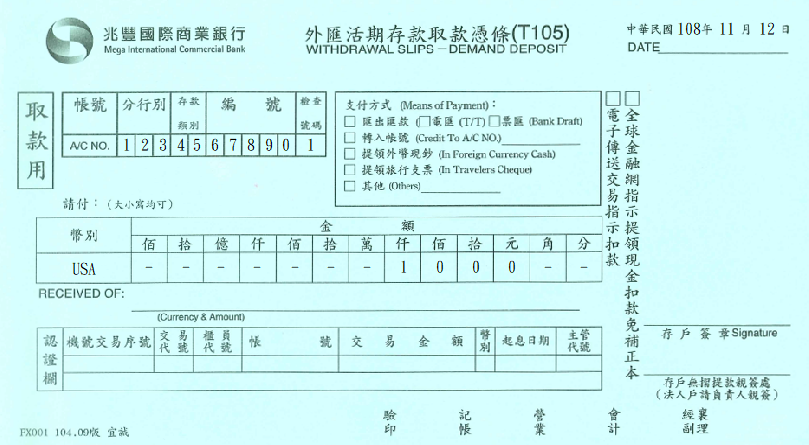 兆豐國際商業銀行
Mega International Commercial Bank
外匯活期存款取款憑條(T105)
WITHDRAWAL SLIPS－DEMAND DEPOSIT
中華民國 108年 11 月 12 日
DATE
取款用
帳號 分行別 存款類別 編號 檢查號碼
A/C NO. 1 2 3 4 5 6 7 8 9 0 1
支付方式 (Means of Payment)：
□ 匯出匯款 (□電匯 (T/T) □票匯 (Bank Draft)
□ 轉入帳號 (Credit To A/C NO.)
□ 提領外幣現鈔 (In Foreign Currency Cash)
□ 提領旅行支票 (In Travelers Cheque)
□ 其他 (Others)
□電子傳送交易指示扣款
□全球金融網指示提領現金扣款免補正本
請付：(大小寫均可)
幣別 金額
佰 拾 億 仟 佰 拾 萬 仟 佰 拾 元 角 分
USA － － － － － － － 1 0 0 0 － －
RECEIVED OF:
(Currency & Amount)
認證欄
機號交易序號 交易代號 櫃員代號 帳號 交易金額 幣別 起息日期 主管代號
存戶簽章Signature
存戶無摺提款親簽處
(法人戶請負責人親簽)
驗印 記帳 營業 會計 經副襄理
FX001 104.09版 宜誠